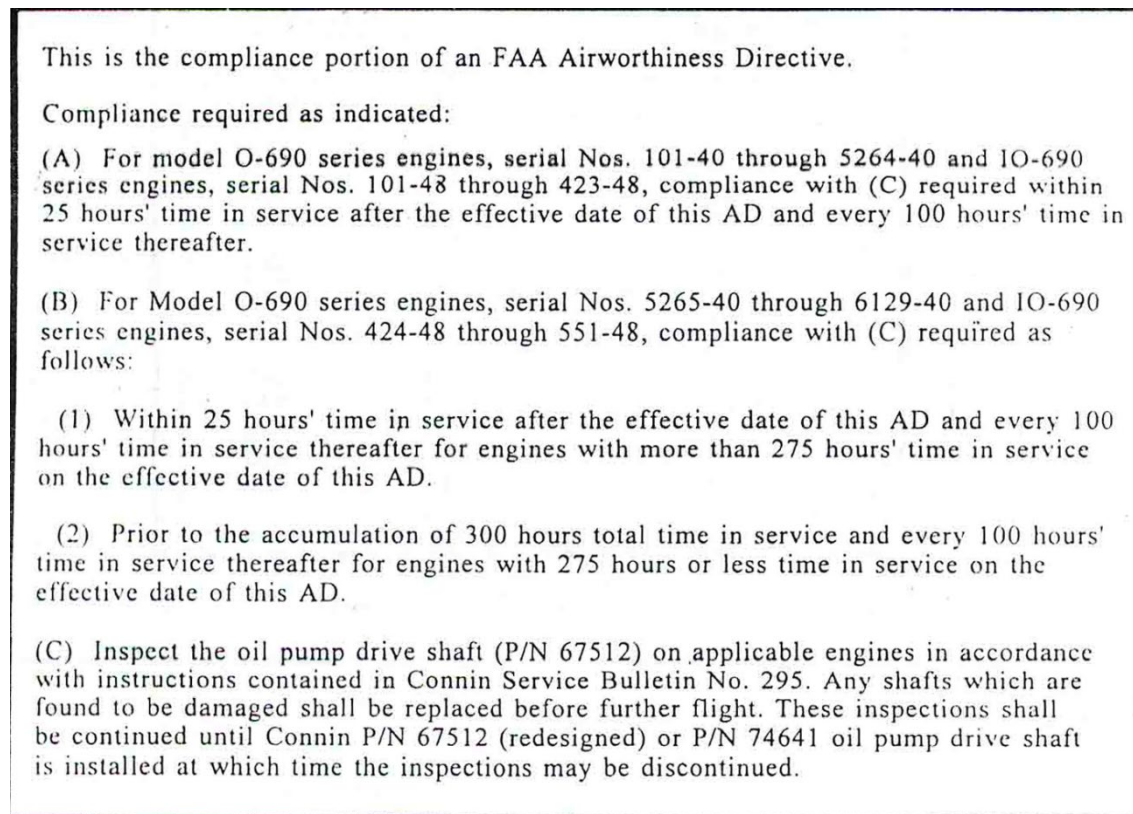 This is the compliance portion of an FAA Airworthiness Directive.
Compliance required as indicated:
(A) For model O-690 series engines, serial Nos. 101-40 through 5264-40 and IO-690
series engines, serial Nos. 101-48 through 423-48, compliance with (C) required within
25 hours' time in service after the effective date of this AD and every 100 hours' time in
service thereafter.
(B) For Model O-690 series engines, serial Nos. 5265-40 through 6129-40 and IO-690
series engines, serial Nos. 424-48 through 551-48, compliance with (C) required as
follows:
(1) Within 25 hours' time in service after the effective date of this AD and every 100
hours' time in service thereafter for engines with more than 275 hours' time in service
on the effective date of this AD.
(2) Prior to the accumulation of 300 hours total time in service and every 100 hours'
time in service thereafter for engines with 275 hours or less time in service on the
effective date of this AD.
(C) Inspect the oil pump drive shaft (P/N 67512) on applicable engines in accordance
with instructions contained in Connin Service Bulletin No. 295. Any shafts which are
found to be damaged shall be replaced before further flight. These inspections shall
be continued until Connin P/N 67512 (redesigned) or P/N 74641 oil pump drive shaft
is installed at which time the inspections may be discontinued.